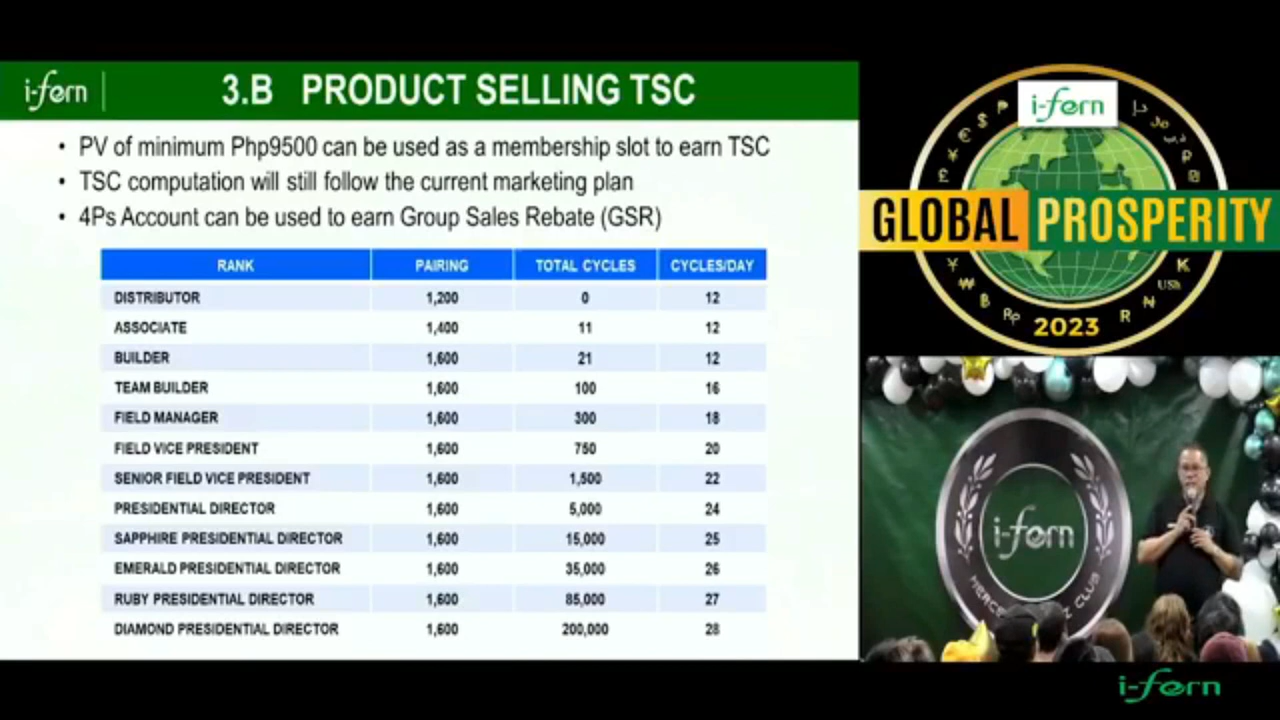 i-fern
3.B PRODUCT SELLING TSC
• PV of minimum Php9500 can be used as a membership slot to earn TSC
• TSC computation will still follow the current marketing plan
• 4Ps Account can be used to earn Group Sales Rebate (GSR)
RANK PAIRING TOTAL CYCLES CYCLES/DAY
DISTRIBUTOR 1,200 0 12
ASSOCIATE 1,400 11 12
BUILDER 1,600 21 12
TEAM BUILDER 1,600 100 16
FIELD MANAGER 1,600 300 18
FIELD VICE PRESIDENT 1,600 750 20
SENIOR FIELD VICE PRESIDENT 1,600 1,500 22
PRESIDENTIAL DIRECTOR 1,600 5,000 24
SAPPHIRE PRESIDENTIAL DIRECTOR 1,600 15,000 25
EMERALD PRESIDENTIAL DIRECTOR 1,600 35,000 26
RUBY PRESIDENTIAL DIRECTOR 1,600 85,000 27
DIAMOND PRESIDENTIAL DIRECTOR 1,600 200,000 28
i-fern
GLOBAL PROSPERITY
2023
i-fern
CLUB
i-fern